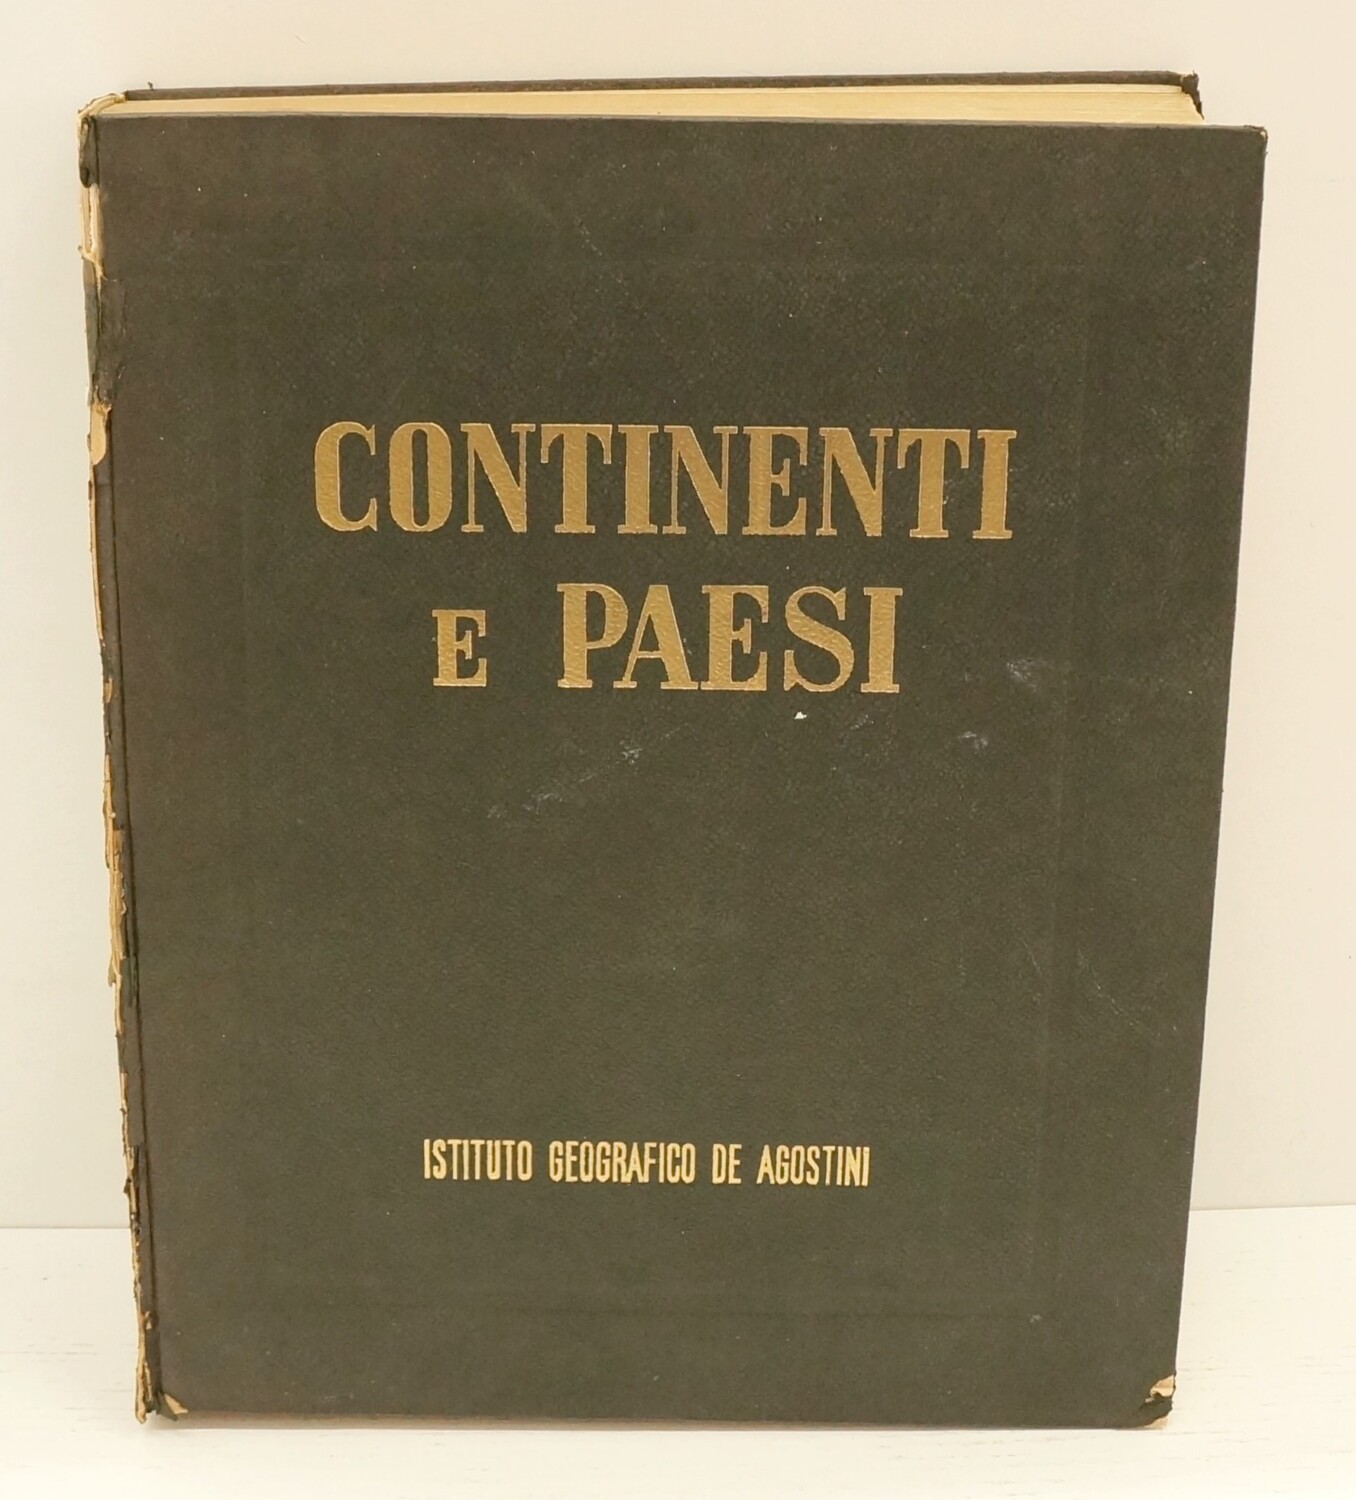 CONTINENTI
E PAESI
ISTITUTO GEOGRAFICO DE AGOSTINI